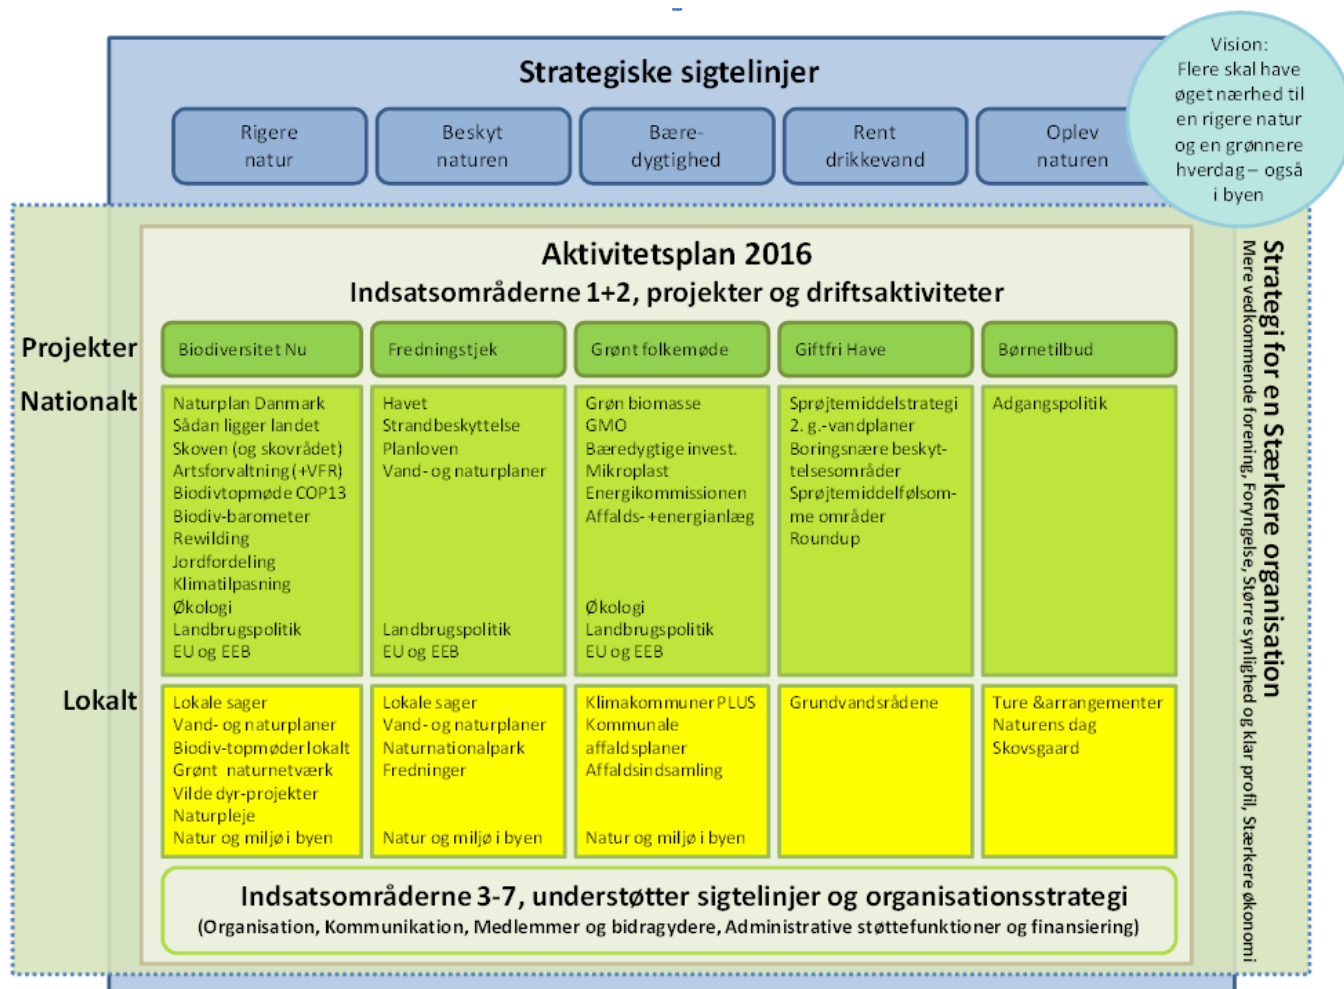 Vision:
Flere skal have
øget nærhed til
en rigere natur
og en grønnere
hverdag – også
i byen
Strategiske sigtelinjer
Rigere
natur
Beskyt
naturen
Bære-
dygtighed
Rent
drikkevand
Oplev
naturen
Aktivitetsplan 2016
Indsatsområderne 1+2, projekter og driftsaktiviteter
Projekter
Biodiversitet Nu
Fredningstjek
Grønt folkemøde
Giftfri Have
Børnetilbud
Nationalt
Naturplan Danmark
Sådan ligger landet
Skoven (og skovrådet)
Artsforvaltning (+VFR)
Biodivtopmøde COP13
Biodiv-barometer
Rewilding
Jordfordeling
Klimatilpasning
Økologi
Landbrugspolitik
EU og EEB
Havet
Strandbeskyttelse
Planloven
Vand- og naturplaner
Landbrugspolitik
EU og EEB
Grøn biomasse
GMO
Bæredygtige invest.
Mikroplast
Energikommissionen
Affalds- +energianlæg
Økologi
Landbrugspolitik
EU og EEB
Sprøjtemiddelstrategi
2. g.-vandplaner
Boringsnære beskyt-
telsesområder
Sprøjtemiddelfølsom-
me områder
Roundup
Adgangspolitik
Lokalt
Lokale sager
Vand- og naturplaner
Biodiv-topmøder lokalt
Grønt naturnetværk
Vilde dyr-projekter
Naturpleje
Natur og miljø i byen
Lokale sager
Vand- og naturplaner
Naturnationalpark
Fredninger
Natur og miljø i byen
Klimakommuner PLUS
Kommunale
affaldsplaner
Affaldsindsamling
Natur og miljø i byen
Grundvandsrådene
Ture & arrangementer
Naturens dag
Skovsgaard
Indsatsområderne 3-7, understøtter sigtelinjer og organisationsstrategi
(Organisation, Kommunikation, Medlemmer og bidragydere, Administrative støttefunktioner og finansiering)
Strategi for en Stærkere organisation
Mere vedkommende forening, Foryngelse, Større synlighed og klar profil, Stærkere økonomi